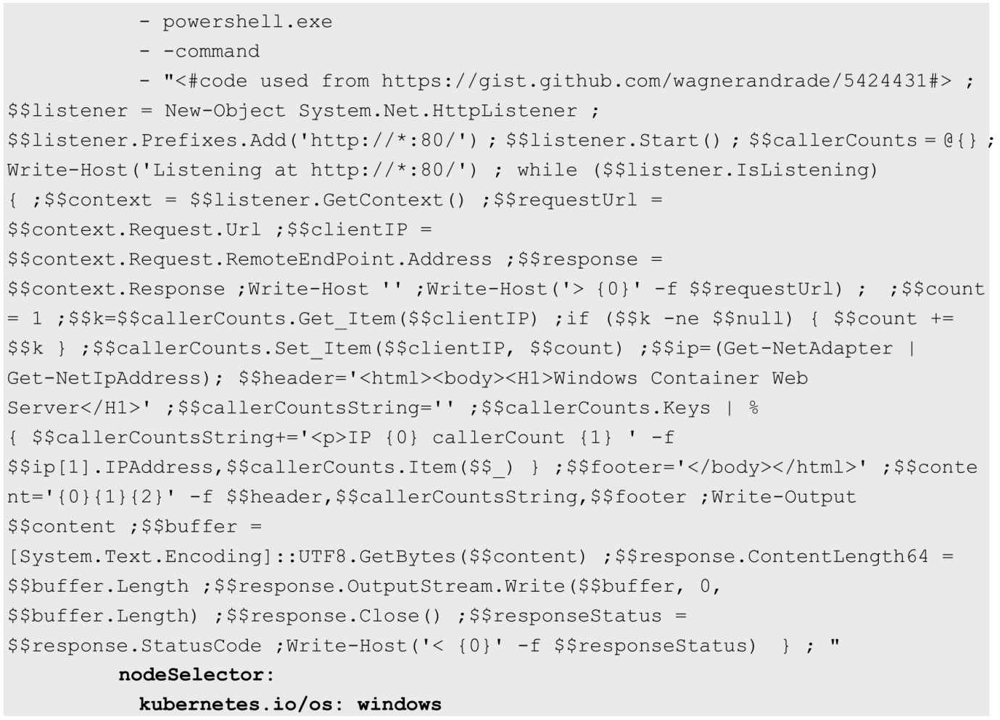 - powershell.exe
- -command
- "<#code used from https://gist.github.com/wagnerandrade/5424431#> ;
$$listener = New-Object System.Net.HttpListener ;
$$listener.Prefixes.Add('http://*:80/') ; $$listener.Start() ; $$callerCounts = @{} ;
Write-Host('Listening at http://*:80/') ; while ($$listener.IsListening)
{ ;$$context = $$listener.GetContext() ;$$requestUrl =
$$context.Request.Url ;$$clientIP =
$$context.Request.RemoteEndPoint.Address ;$$response =
$$context.Response ;Write-Host '' ;Write-Host('> {0}' -f $$requestUrl) ;  ;$$count
= 1 ;$$k=$$callerCounts.Get_Item($$clientIP) ;if ($$k -ne $$null) { $$count +=
$$k } ;$$callerCounts.Set_Item($$clientIP, $$count) ;$$ip=(Get-NetAdapter |
Get-NetIpAddress); $$header='<html><body><H1>Windows Container Web
Server</H1>' ;$$callerCountsString='' ;$$callerCounts.Keys | %
{ $$callerCountsString+='<p>IP {0} callerCount {1} ' -f
$$ip[1].IPAddress,$$callerCounts.Item($$_) } ;$$footer='</body></html>' ;$$conte
nt='{0}{1}{2}' -f $$header,$$callerCountsString,$$footer ;Write-Output
$$content ;$$buffer =
[System.Text.Encoding]::UTF8.GetBytes($$content) ;$$response.ContentLength64 =
$$buffer.Length ;$$response.OutputStream.Write($$buffer, 0,
$$buffer.Length) ;$$response.Close() ;$$responseStatus =
$$response.StatusCode ;Write-Host('< {0}' -f $$responseStatus)  } ; "
nodeSelector:
kubernetes.io/os: windows